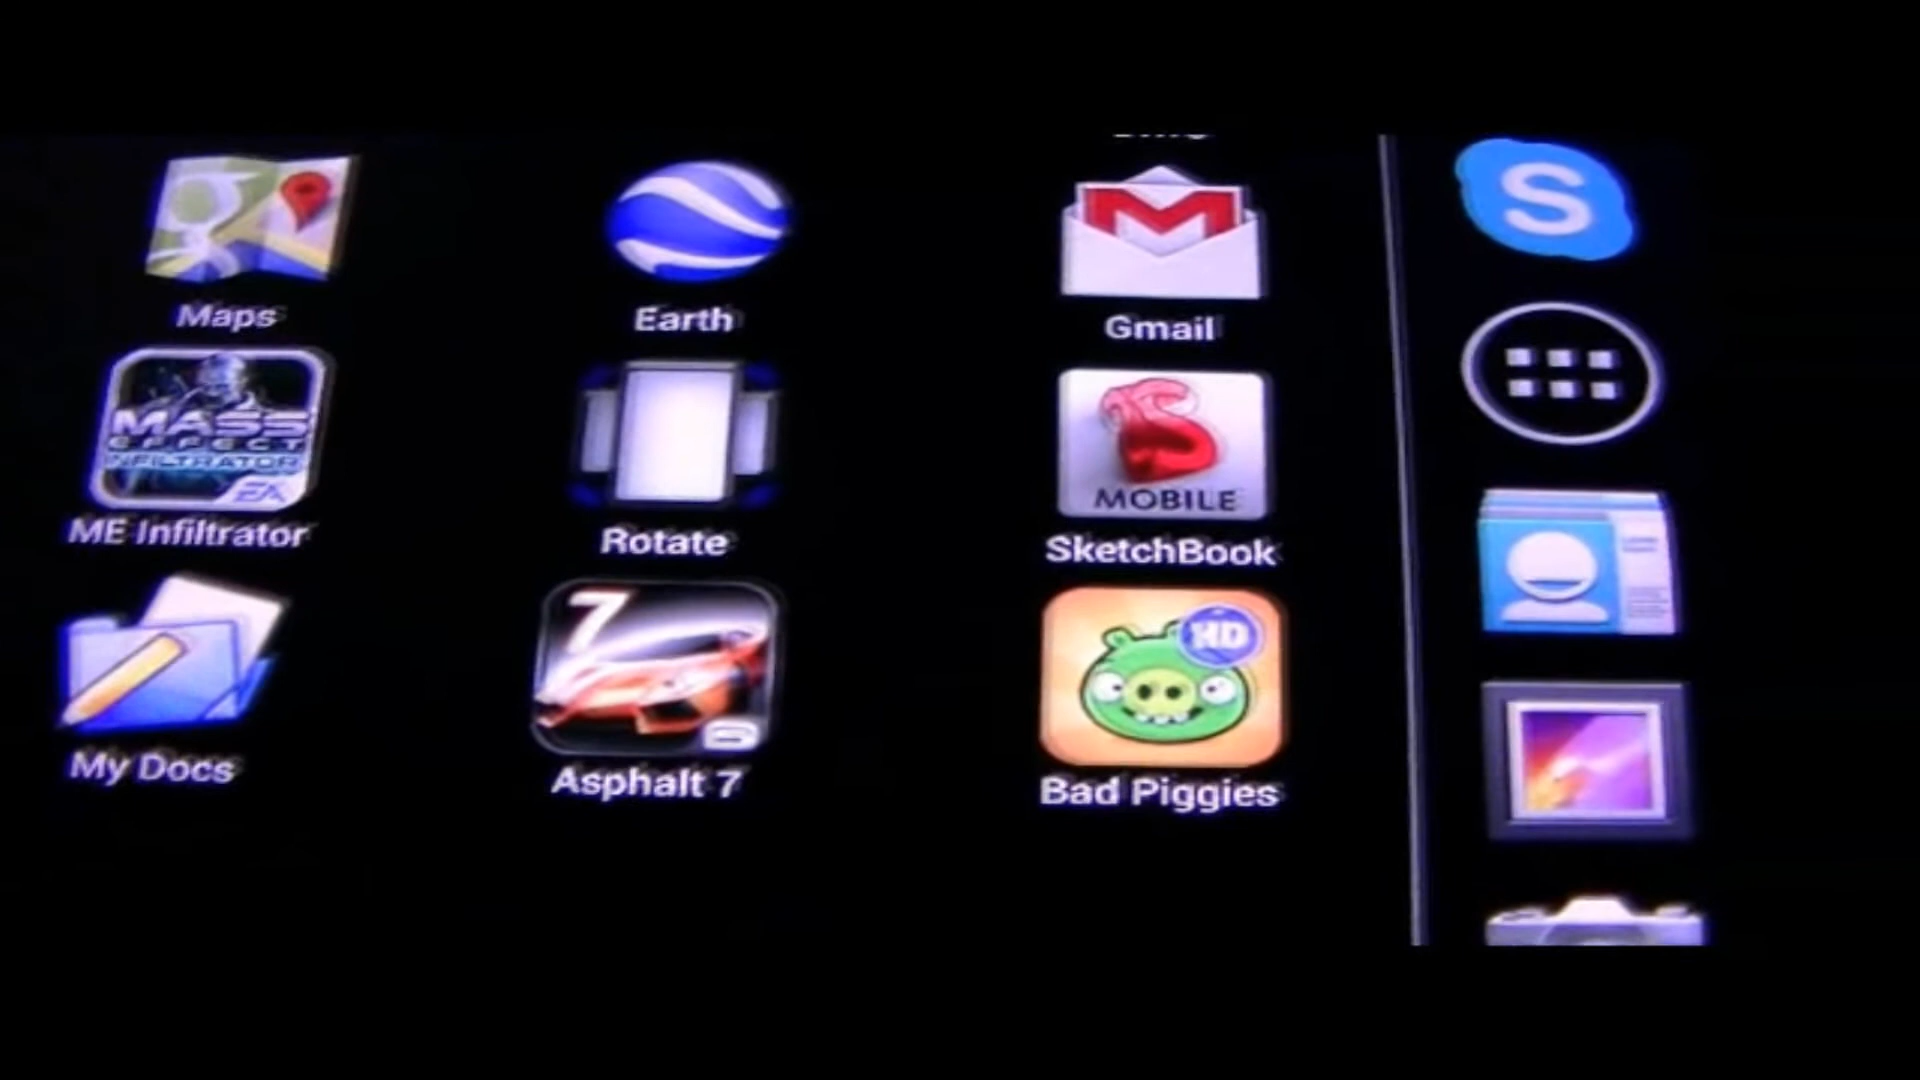 Maps
Earth
Gmail
S
MASS
EFFECT
INFILTRATOR
EA
MOBILE
ME Infiltrator
Rotate
SketchBook
7
HD
My Docs
Asphalt 7
Bad Piggies